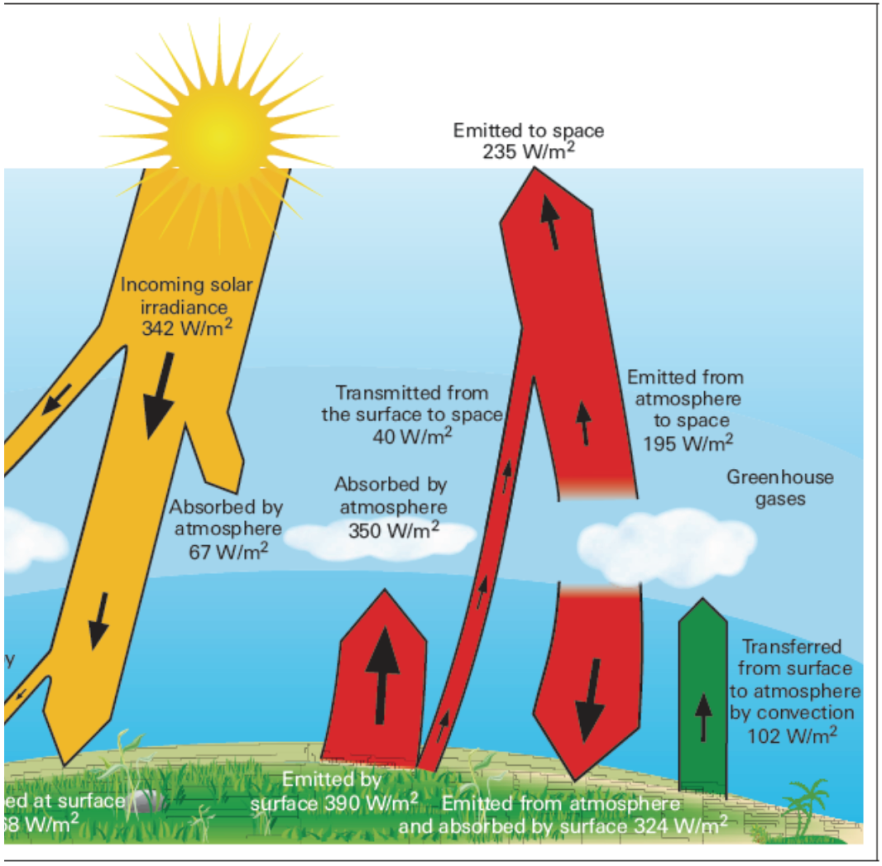 Emitted to space
235 W/m²
Incoming solar
irradiance
342 W/m²
Transmitted from
the surface to space
40 W/m²
Emitted from
atmosphere
to space
195 W/m²
Absorbed by
atmosphere
67 W/m²
Absorbed by
atmosphere
350 W/m²
Greenhouse
gases
y
Transferred
from surface
to atmosphere
by convection
102 W/m²
ed at surface
68 W/m²
Emitted by
surface 390 W/m²
Emitted from atmosphere
and absorbed by surface 324 W/m²